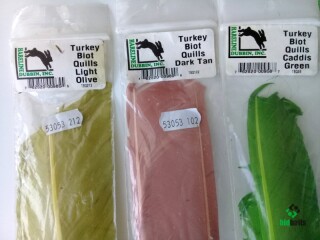 HARELINE
DUBBIN, INC.
Turkey
Biot
Quills
Light
Olive
53053 212
HARELINE
DUBBIN, INC.
Turkey
Biot
Quills
Dark Tan
53053 102
HARELINE
DUBBIN, INC.
Turkey
Biot
Quills
Caddis
Green